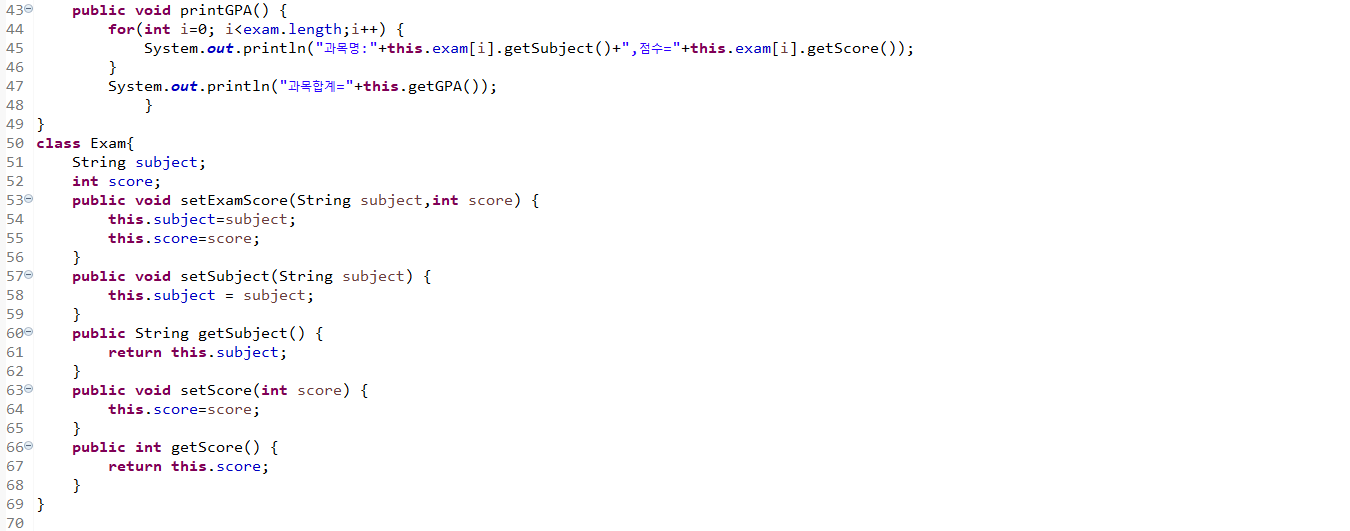 43 public void printGPA() {
44 for(int i=0; i<exam.length;i++) {
45 System.out.println("과목명:"+this.exam[i].getSubject()+",점수="+this.exam[i].getScore());
46 }
47 System.out.println("과목합계="+this.getGPA());
48 }
49 }
50 class Exam{
51 String subject;
52 int score;
53 public void setExamScore(String subject,int score) {
54 this.subject=subject;
55 this.score=score;
56 }
57 public void setSubject(String subject) {
58 this.subject = subject;
59 }
60 public String getSubject() {
61 return this.subject;
62 }
63 public void setScore(int score) {
64 this.score=score;
65 }
66 public int getScore() {
67 return this.score;
68 }
69 }
70